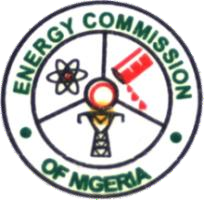 ENERGY COMMISSION
OF NIGERIA